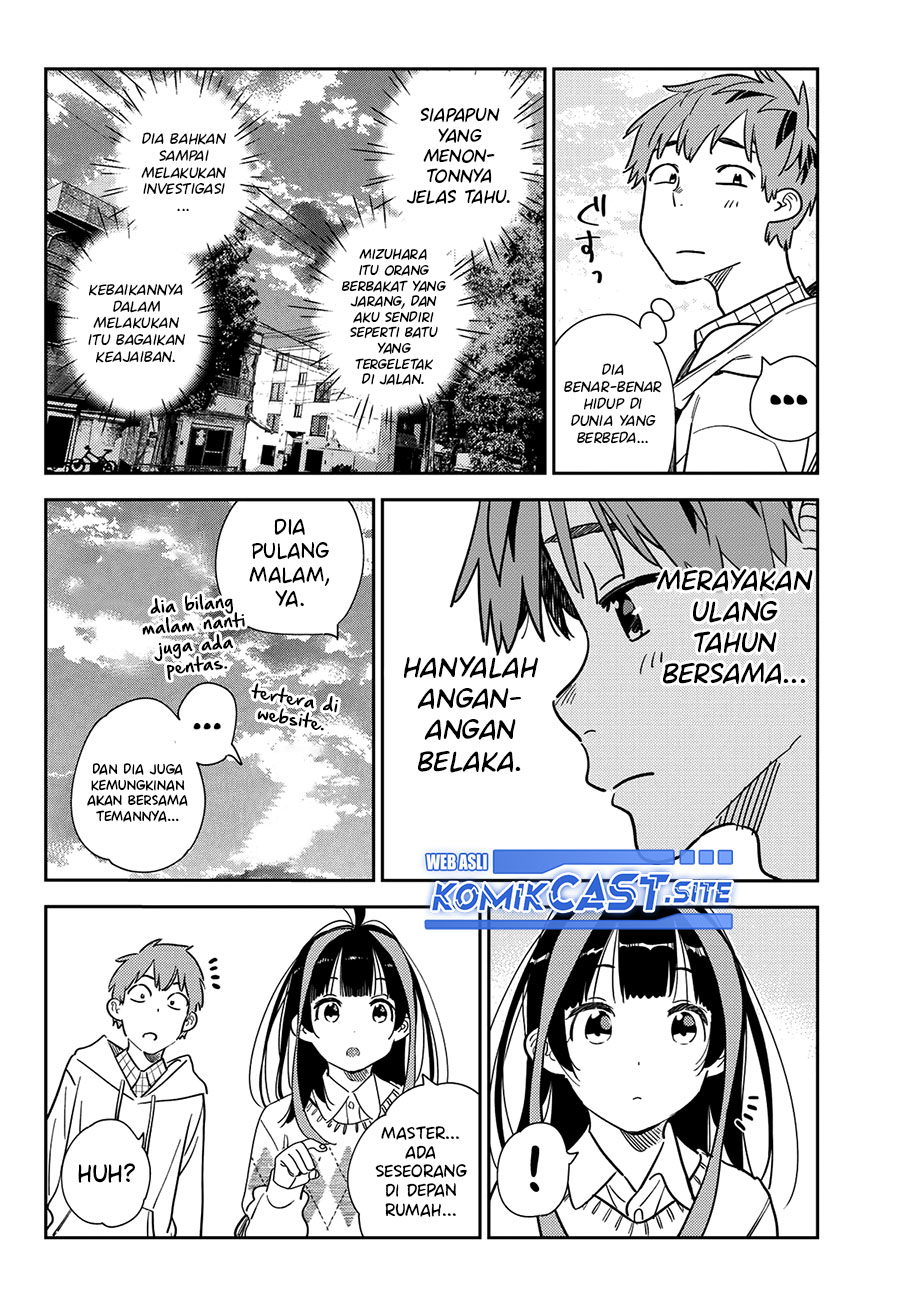 ...
DIA
BENAR-BENAR
HIDUP DI
DUNIA YANG
BERBEDA...
ぐすっ
SIAPAPUN
YANG
MENON-
TONNYA
JELAS TAHU.
MIZUHARA
ITU ORANG
BERBAKAT YANG
JARANG, DAN
AKU SENDIRI
SEPERTI BATU
YANG
TERGELETAK
DI JALAN.
DIA BAHKAN
SAMPAI
MELAKUKAN
INVESTIGASI
...
KEBAIKANNYA
DALAM
MELAKUKAN
ITU BAGAIKAN
KEAJAIBAN.
MERAYAKAN
ULANG
TAHUN
BERSAMA...
HANYALAH
ANGAN-
ANGAN
BELAKA.
DIA
PULANG
MALAM,
YA.
dia bilang
malam nanti
juga ada
pentas.
tertera di
website.
...
DAN DIA JUGA
KEMUNGKINAN
AKAN BERSAMA
TEMANNYA...
WEB ASLI
KOMIKCAST.SITE
!
MASTER...
ADA
SESEORANG
DI DEPAN
RUMAH...
HUH?